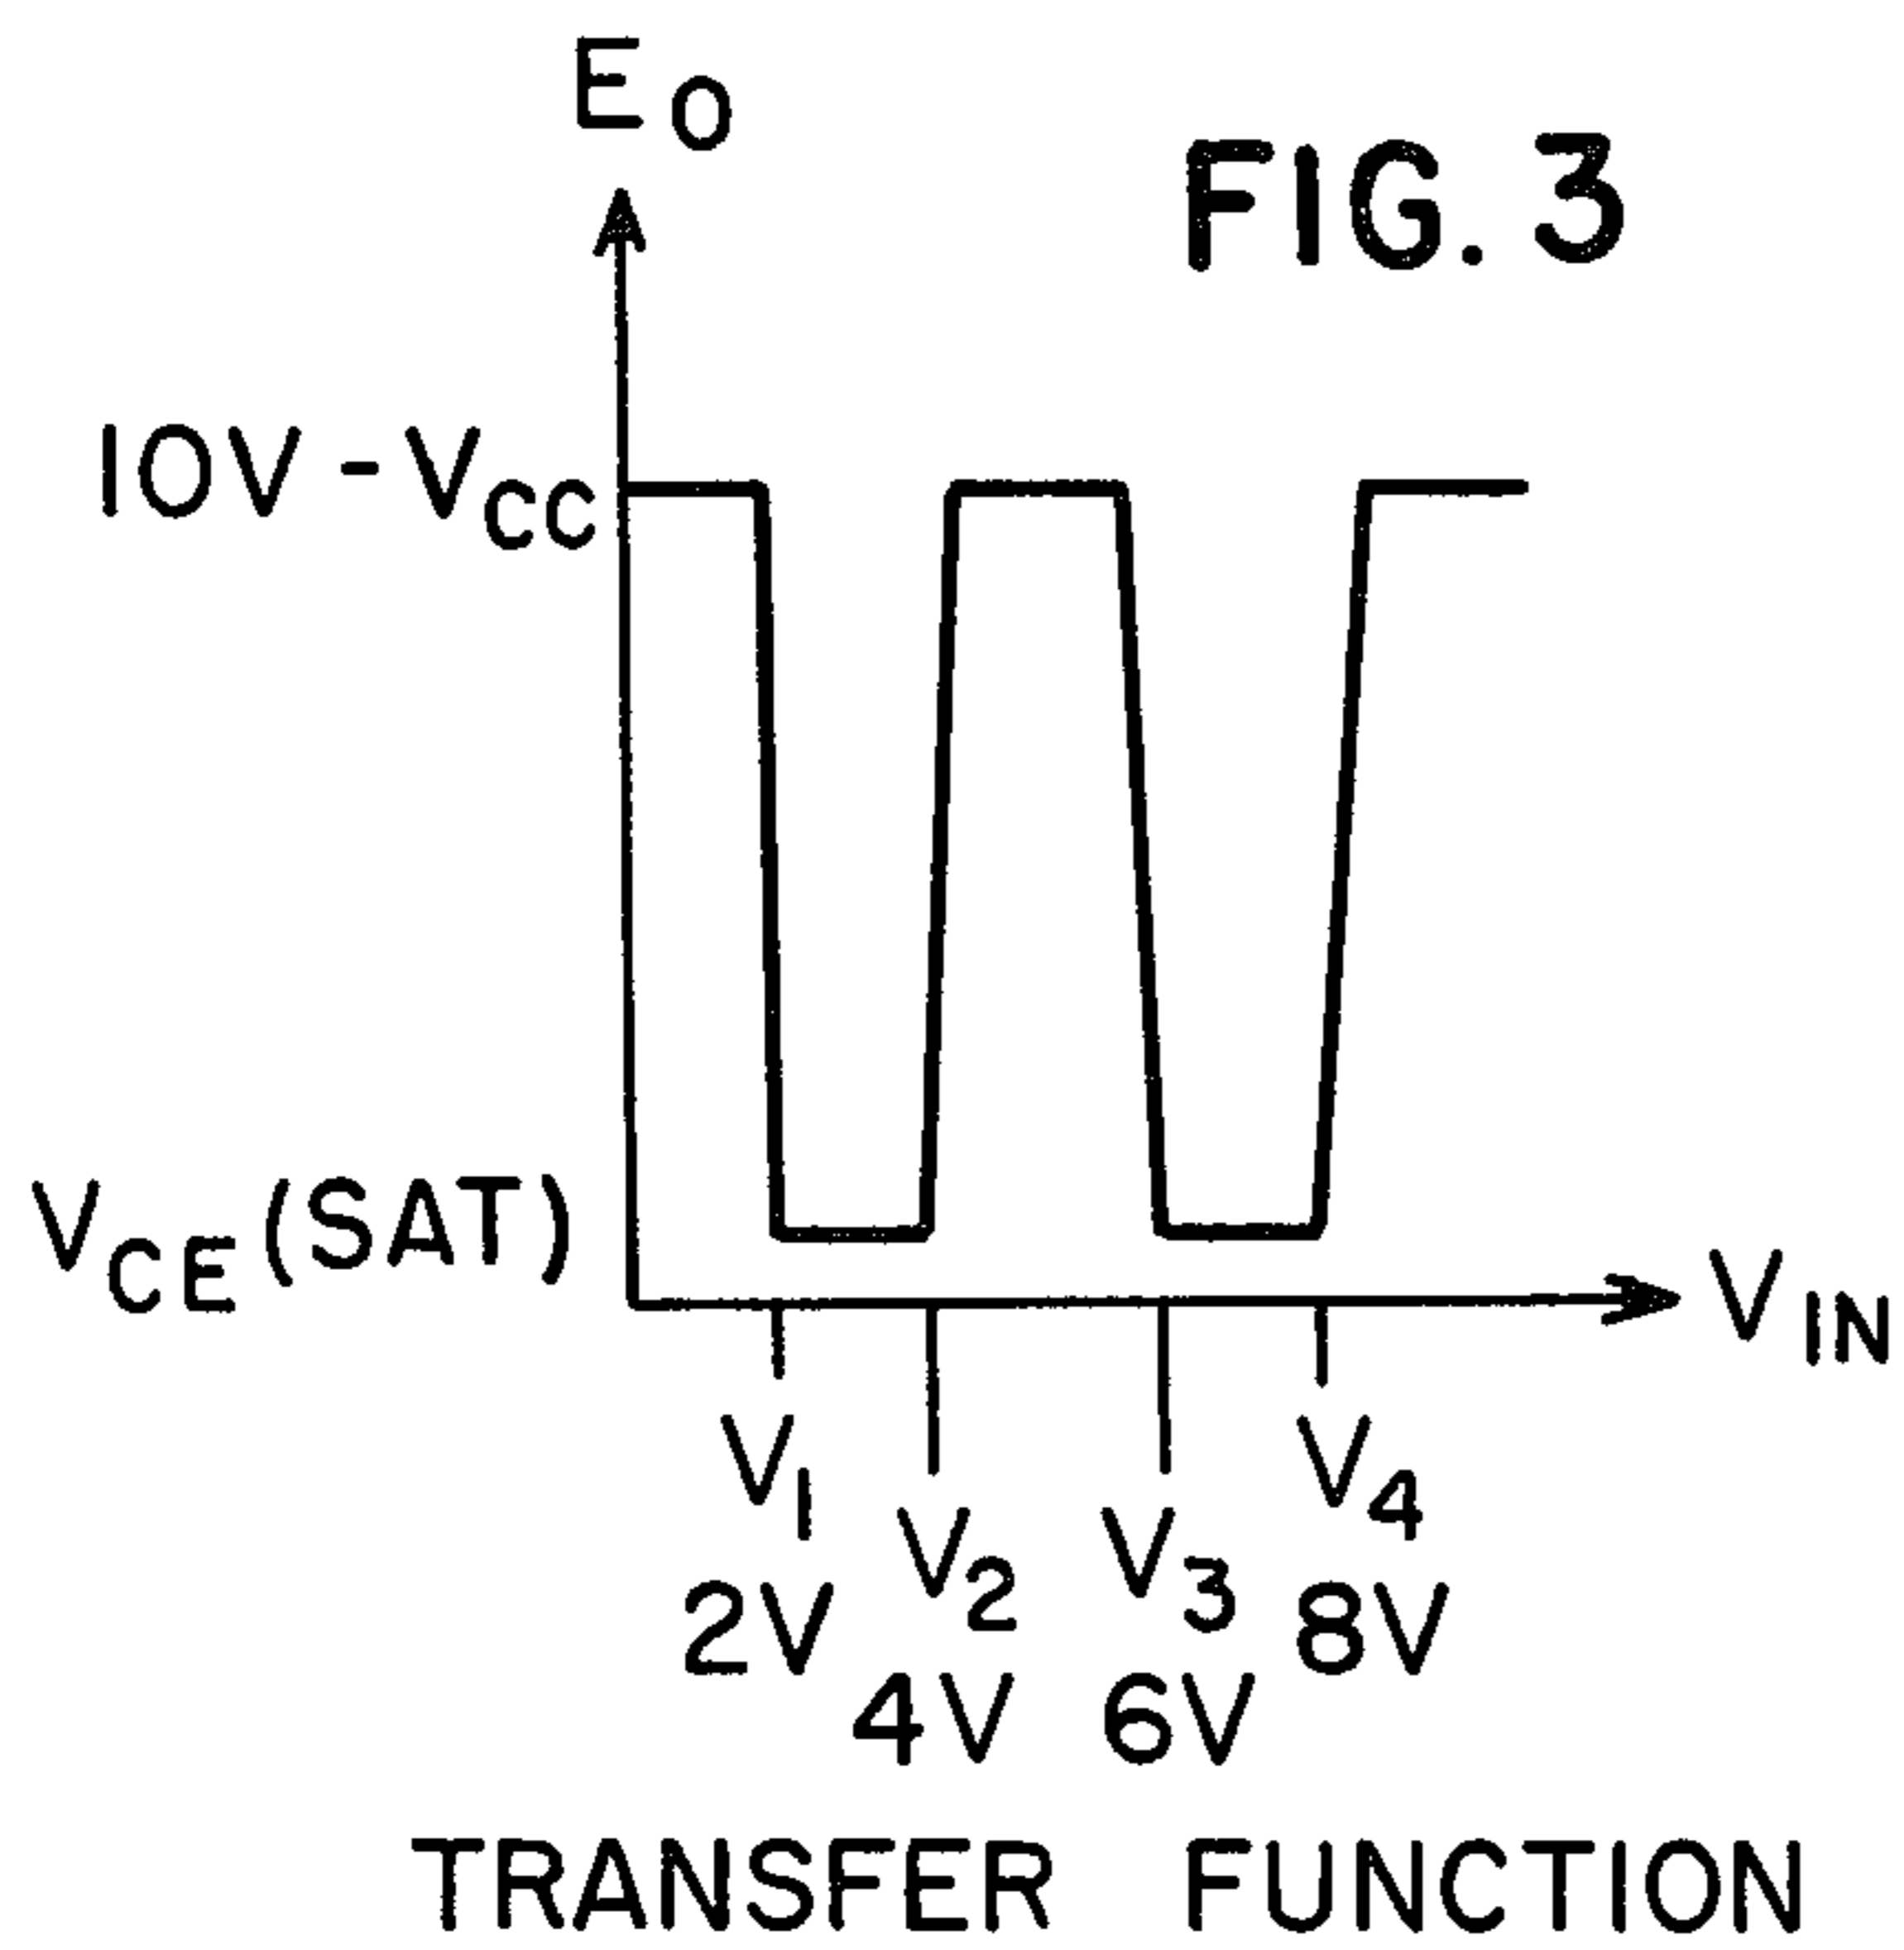 E₀
FIG. 3
10V - VCC
VCE (SAT)
VIN
V1
V4
V2
V3
2V
8V
4V
6V
TRANSFER FUNCTION